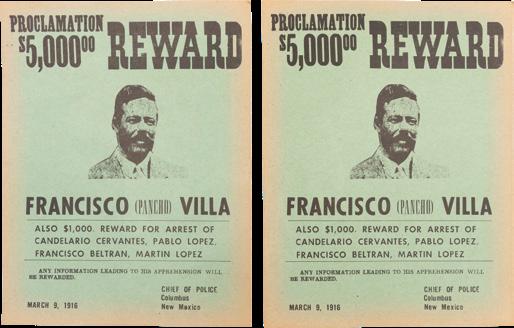 PROCLAMATION
$5,000.00 REWARD
FRANCISCO (PANCHO) VILLA
ALSO $1,000. REWARD FOR ARREST OF
CANDELARIO CERVANTES, PABLO LOPEZ,
FRANCISCO BELTRAN, MARTIN LOPEZ
ANY INFORMATION LEADING TO HIS APPREHENSION WILL
BE REWARDED.
CHIEF OF POLICE
Columbus
MARCH 9, 1916 New Mexico
PROCLAMATION
$5,000.00 REWARD
FRANCISCO (PANCHO) VILLA
ALSO $1,000. REWARD FOR ARREST OF
CANDELARIO CERVANTES, PABLO LOPEZ,
FRANCISCO BELTRAN, MARTIN LOPEZ
ANY INFORMATION LEADING TO HIS APPREHENSION WILL
BE REWARDED.
CHIEF OF POLICE
Columbus
MARCH 9, 1916 New Mexico